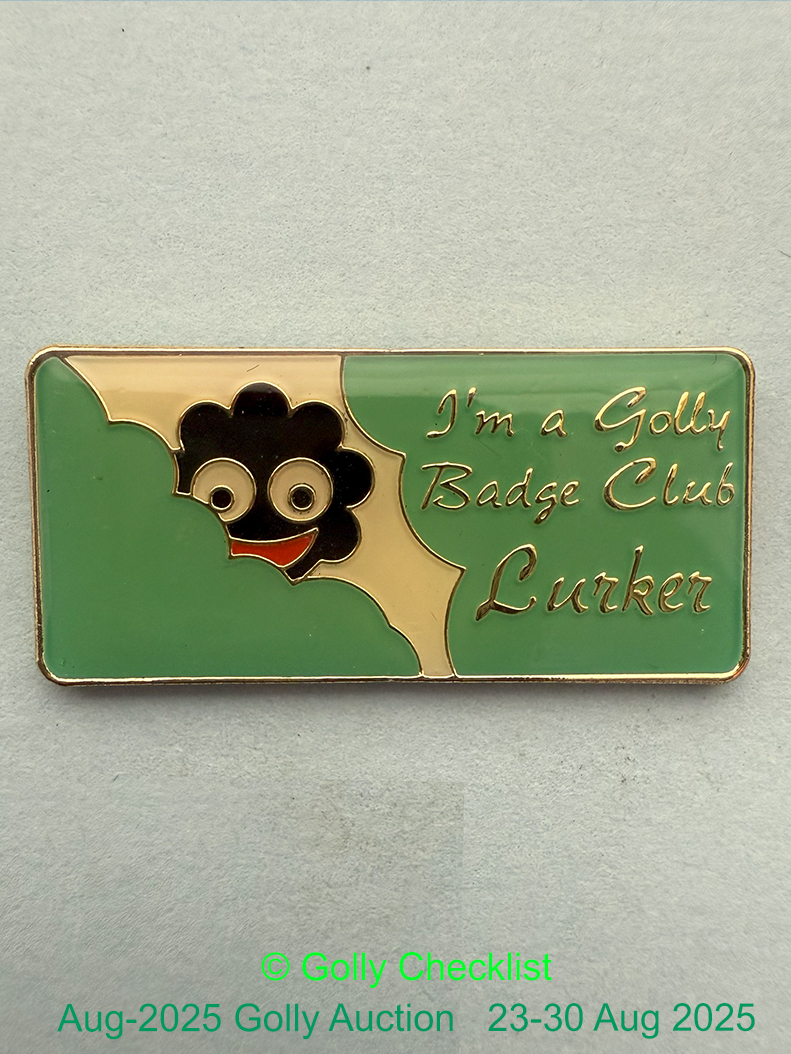 I'm a Golly
Badge Club
Lurker
© Golly Checklist
Aug-2025 Golly Auction 23-30 Aug 2025